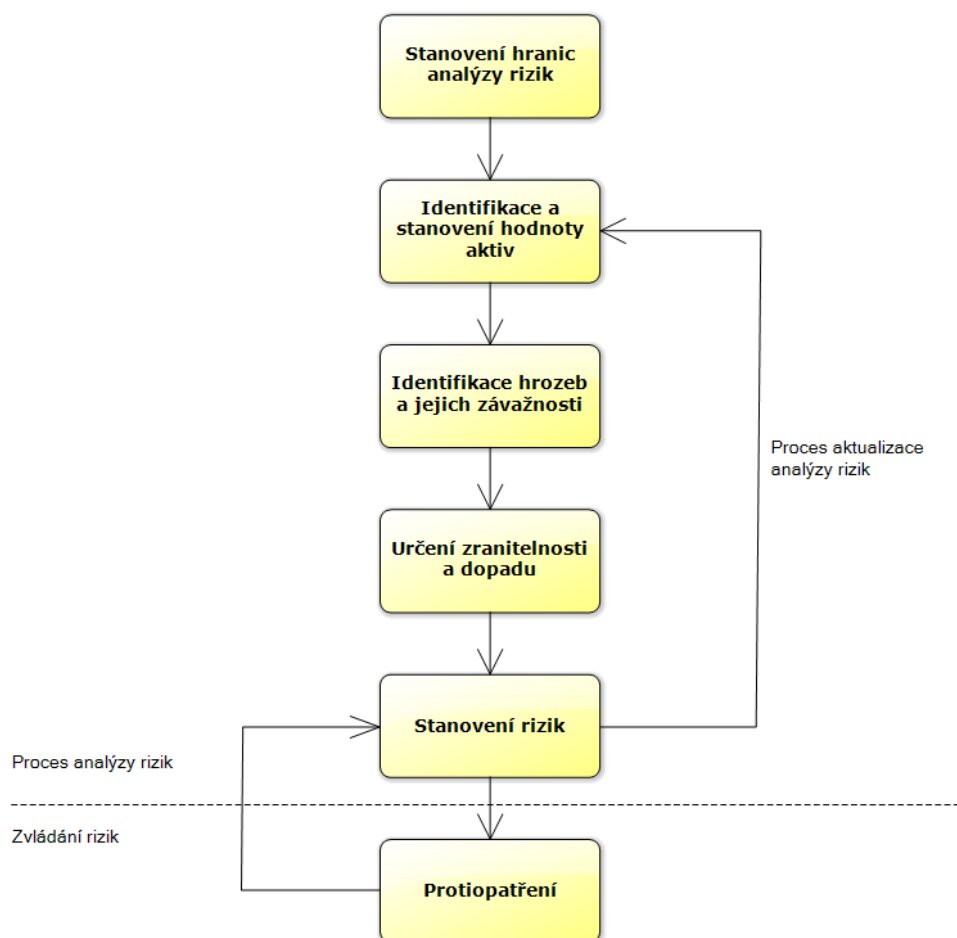 Stanovení hranic
analýzy rizik
Identifikace a
stanovení hodnoty
aktiv
Identifikace hrozeb
a jejich závažnosti
Proces aktualizace
analýzy rizik
Určení zranitelnosti
a dopadu
Stanovení rizik
Proces analýzy rizik
Zvládání rizik
Protiopatření